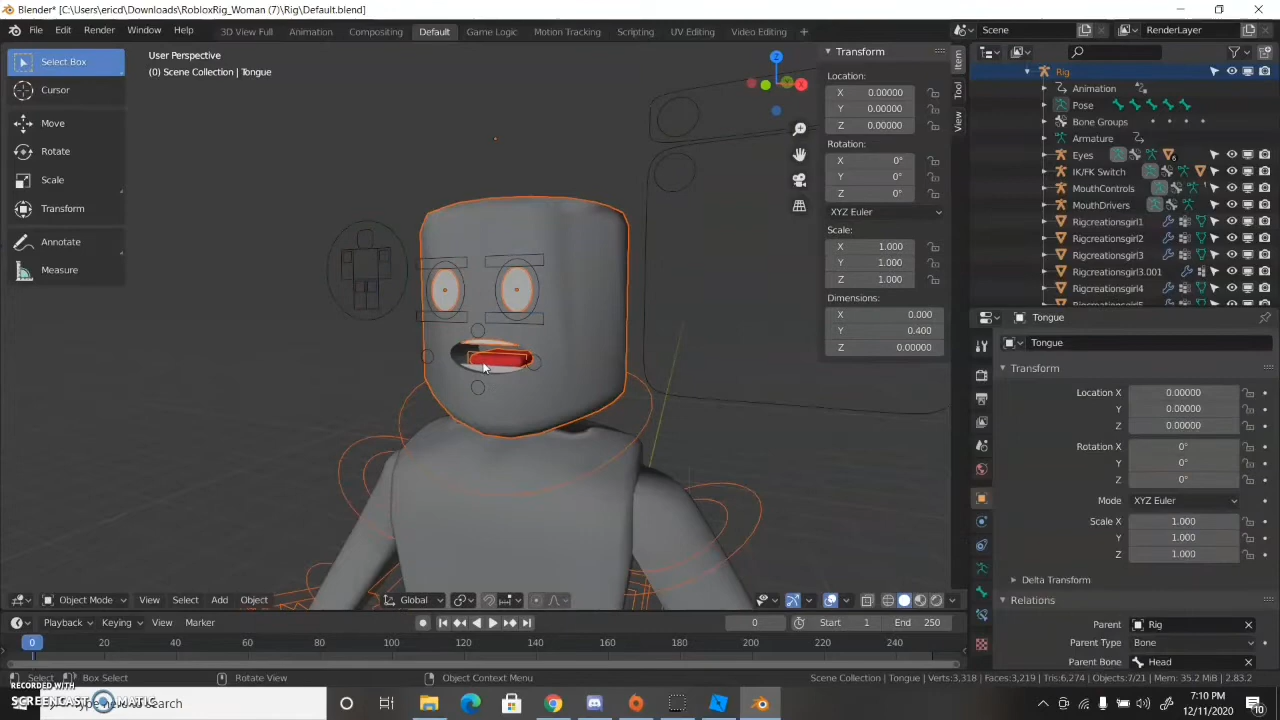 Blender* [C:\Users\ericd\Downloads\RobloxRig_Woman (7)\Rig\Default.blend]
File Edit Render Window Help 3D View Full Animation Compositing Default Game Logic Motion Tracking Scripting UV Editing Video Editing + Scene RenderLayer
Select Box
Cursor
Move
Rotate
Scale
Transform
Annotate
Measure
User Perspective
(0) Scene Collection | Tongue
Z
X
Transform
Location:
X 0.00000
Y 0.00000
Z 0.00000
Rotation:
X 0°
Y 0°
Z 0°
XYZ Euler
Scale:
X 1.000
Y 1.000
Z 1.000
Dimensions:
X 0.000
Y 0.400
Z 0.00000
Item
Tool
View
Rig
Animation
Pose
Bone Groups
Armature
Eyes
6
IK/FK Switch
MouthControls
MouthDrivers
Rigcreationsgirl1
Rigcreationsgirl2
Rigcreationsgirl3
Rigcreationsgirl3.001
Rigcreationsgirl4
Tongue
Tongue
Transform
Location X 0.00000
Y 0.00000
Z 0.00000
Rotation X 0°
Y 0°
Z 0°
Mode XYZ Euler
Scale X 1.000
Y 1.000
Z 1.000
Delta Transform
Relations
Parent Rig
Parent Type Bone
Parent Bone Head
Object Mode View Select Add Object Global
Playback Keying View Marker 0 Start 1 End 250
0 20 40 60 80 100 120 140 160 180 200 220 240
Select Box Select Rotate View Object Context Menu Scene Collection | Tongue | Verts:3,318 | Faces:3,219 | Tris:6,274 | Objects:7/21 | Mem: 35.2 MiB | 2.83.2
RECORDED WITH
SCREENCAST MATIC
Type here to search
7:10 PM
12/11/2020
10